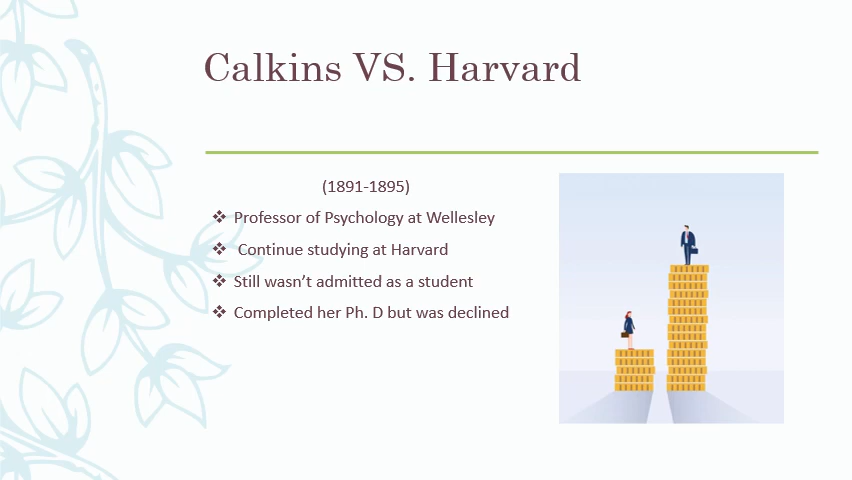 Calkins VS. Harvard
(1891-1895)
❖ Professor of Psychology at Wellesley
❖ Continue studying at Harvard
❖ Still wasn’t admitted as a student
❖ Completed her Ph. D but was declined